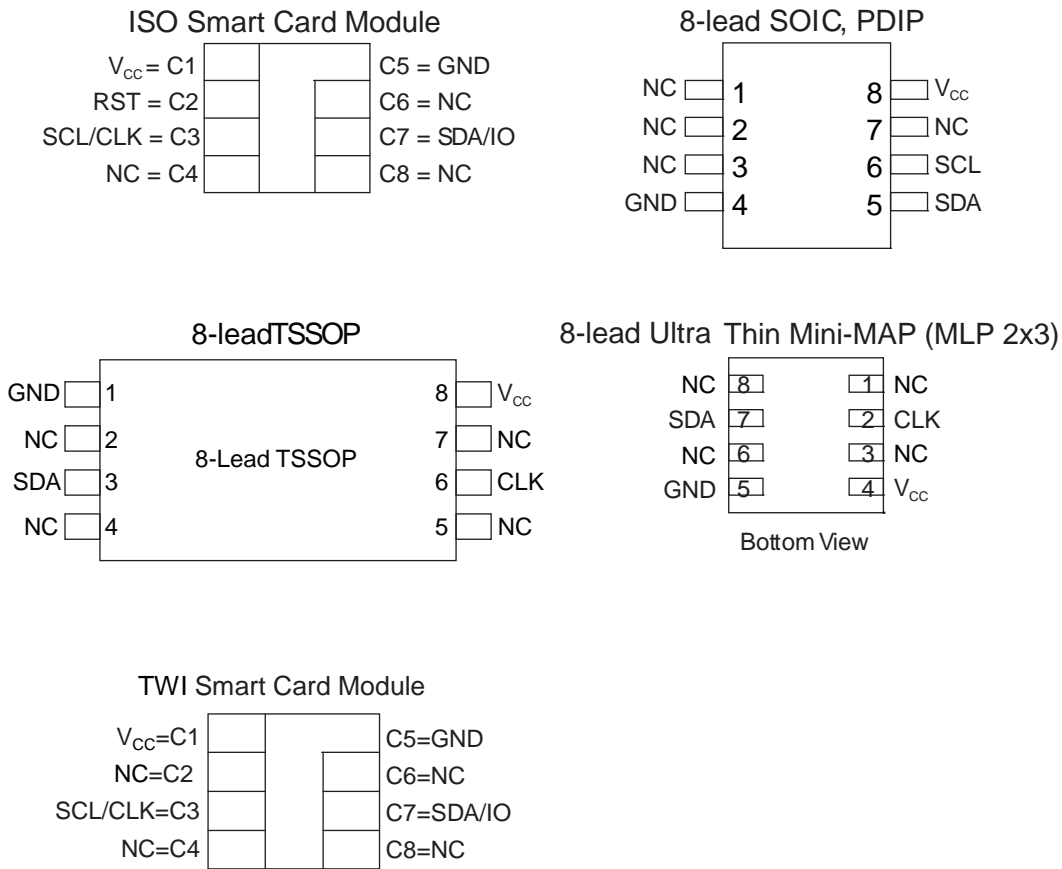 ISO Smart Card Module
VCC= C1
C5 = GND
RST = C2
C6 = NC
SCL/CLK = C3
C7 = SDA/IO
NC = C4
C8 = NC
8-lead SOIC, PDIP
NC 1 8 VCC
NC 2 7 NC
NC 3 6 SCL
GND 4 5 SDA
8-leadTSSOP
GND 1 8 VCC
NC 2 7 NC
8-Lead TSSOP
SDA 3 6 CLK
NC 4 5 NC
8-lead Ultra Thin Mini-MAP (MLP 2x3)
NC 8 1 NC
SDA 7 2 CLK
NC 6 3 NC
GND 5 4 VCC
Bottom View
TWI Smart Card Module
VCC=C1
C5=GND
NC=C2
C6=NC
SCL/CLK=C3
C7=SDA/IO
NC=C4
C8=NC